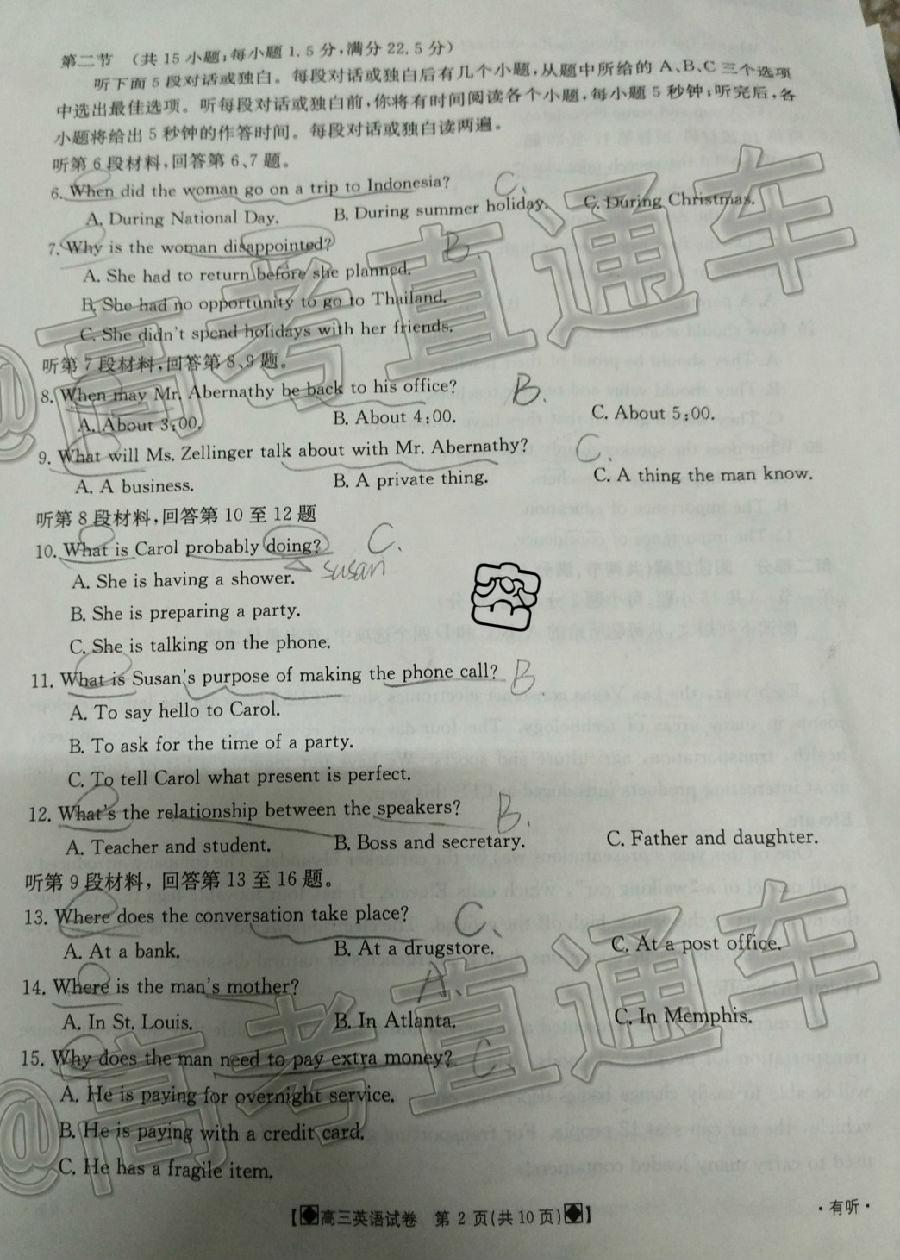 第二节 (共 15 小题;每小题 1.5 分,满分 22.5 分)
听下面 5 段对话或独白。每段对话或独白后有几个小题,从题中所给的 A、B、C 三个选项
中选出最佳选项。听每段对话或独白前,你将有时间阅读各个小题,每小题 5 秒钟;听完后,各
小题将给出 5 秒钟的作答时间。每段对话或独白读两遍。
听第 6 段材料,回答第 6、7 题。
6. When did the woman go on a trip to Indonesia? C.
A. During National Day. B. During summer holiday. C. During Christmas.
7. Why is the woman disappointed? B.
A. She had to return before she planned.
B. She had no opportunity to go to Thailand.
C. She didn't spend holidays with her friends.
听第 7 段材料,回答第 8、9 题。
8. When may Mr. Abernathy be back to his office? B.
A. About 3:00. B. About 4:00. C. About 5:00.
9. What will Ms. Zellinger talk about with Mr. Abernathy? C.
A. A business. B. A private thing. C. A thing the man know.
听第 8 段材料,回答第 10 至 12 题
10. What is Carol probably doing? C.
susan
A. She is having a shower.
B. She is preparing a party.
C. She is talking on the phone.
11. What is Susan's purpose of making the phone call? B.
A. To say hello to Carol.
B. To ask for the time of a party.
C. To tell Carol what present is perfect.
12. What's the relationship between the speakers? B.
A. Teacher and student. B. Boss and secretary. C. Father and daughter.
听第 9 段材料,回答第 13 至 16 题。
13. Where does the conversation take place? C.
A. At a bank. B. At a drugstore. C. At a post office.
14. Where is the man's mother? A.
A. In St. Louis. B. In Atlanta. C. In Memphis.
15. Why does the man need to pay extra money? C
A. He is paying for overnight service.
B. He is paying with a credit card.
C. He has a fragile item.
【高三英语试卷 第 2 页(共 10 页)】
·有听·
@高考直通车
@高考直通车